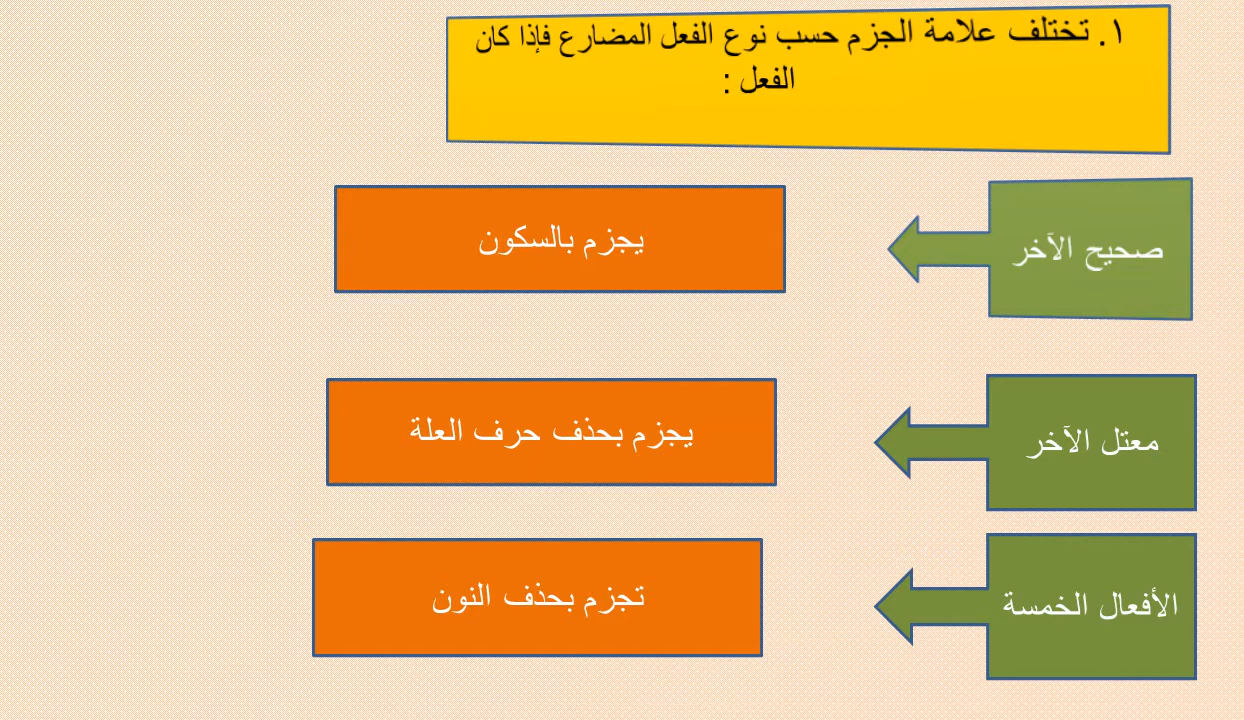 ١. تختلف علامة الجزم حسب نوع الفعل المضارع فإذا كان
الفعل :
صحيح الآخر
يجزم بالسكون
معتل الآخر
يجزم بحذف حرف العلة
الأفعال الخمسة
تجزم بحذف النون